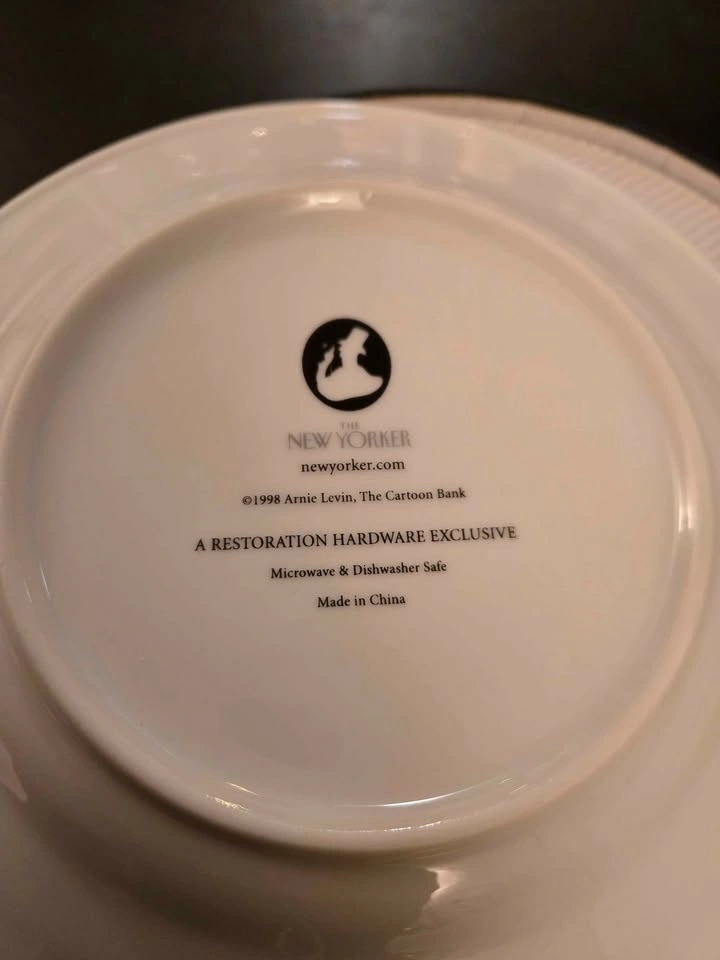 THE
NEW YORKER
newyorker.com
©1998 Arnie Levin, The Cartoon Bank
A RESTORATION HARDWARE EXCLUSIVE
Microwave & Dishwasher Safe
Made in China